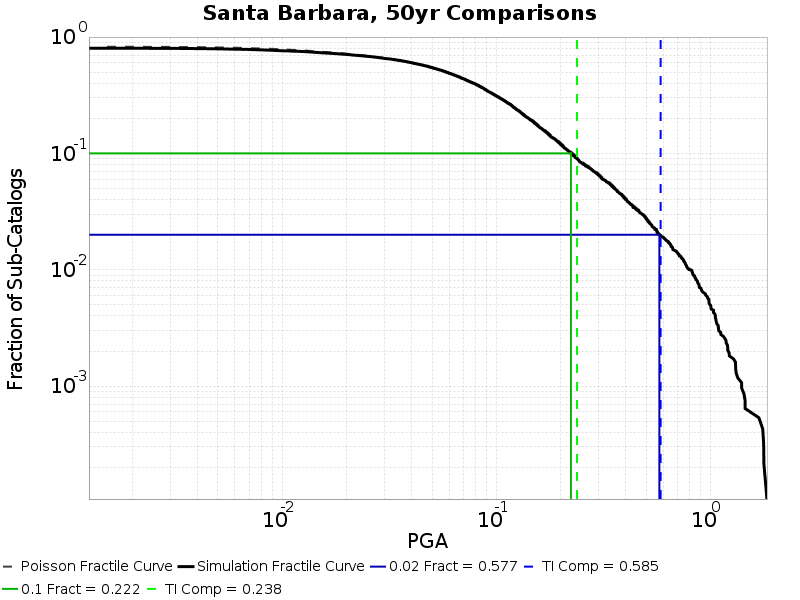 Santa Barbara, 50yr Comparisons
10^0
10^-1
10^-2
10^-3
Fraction of Sub-Catalogs
10^-2 10^-1 10^0
PGA
Poisson Fractile Curve Simulation Fractile Curve 0.02 Fract = 0.577 TI Comp = 0.585
0.1 Fract = 0.222 TI Comp = 0.238